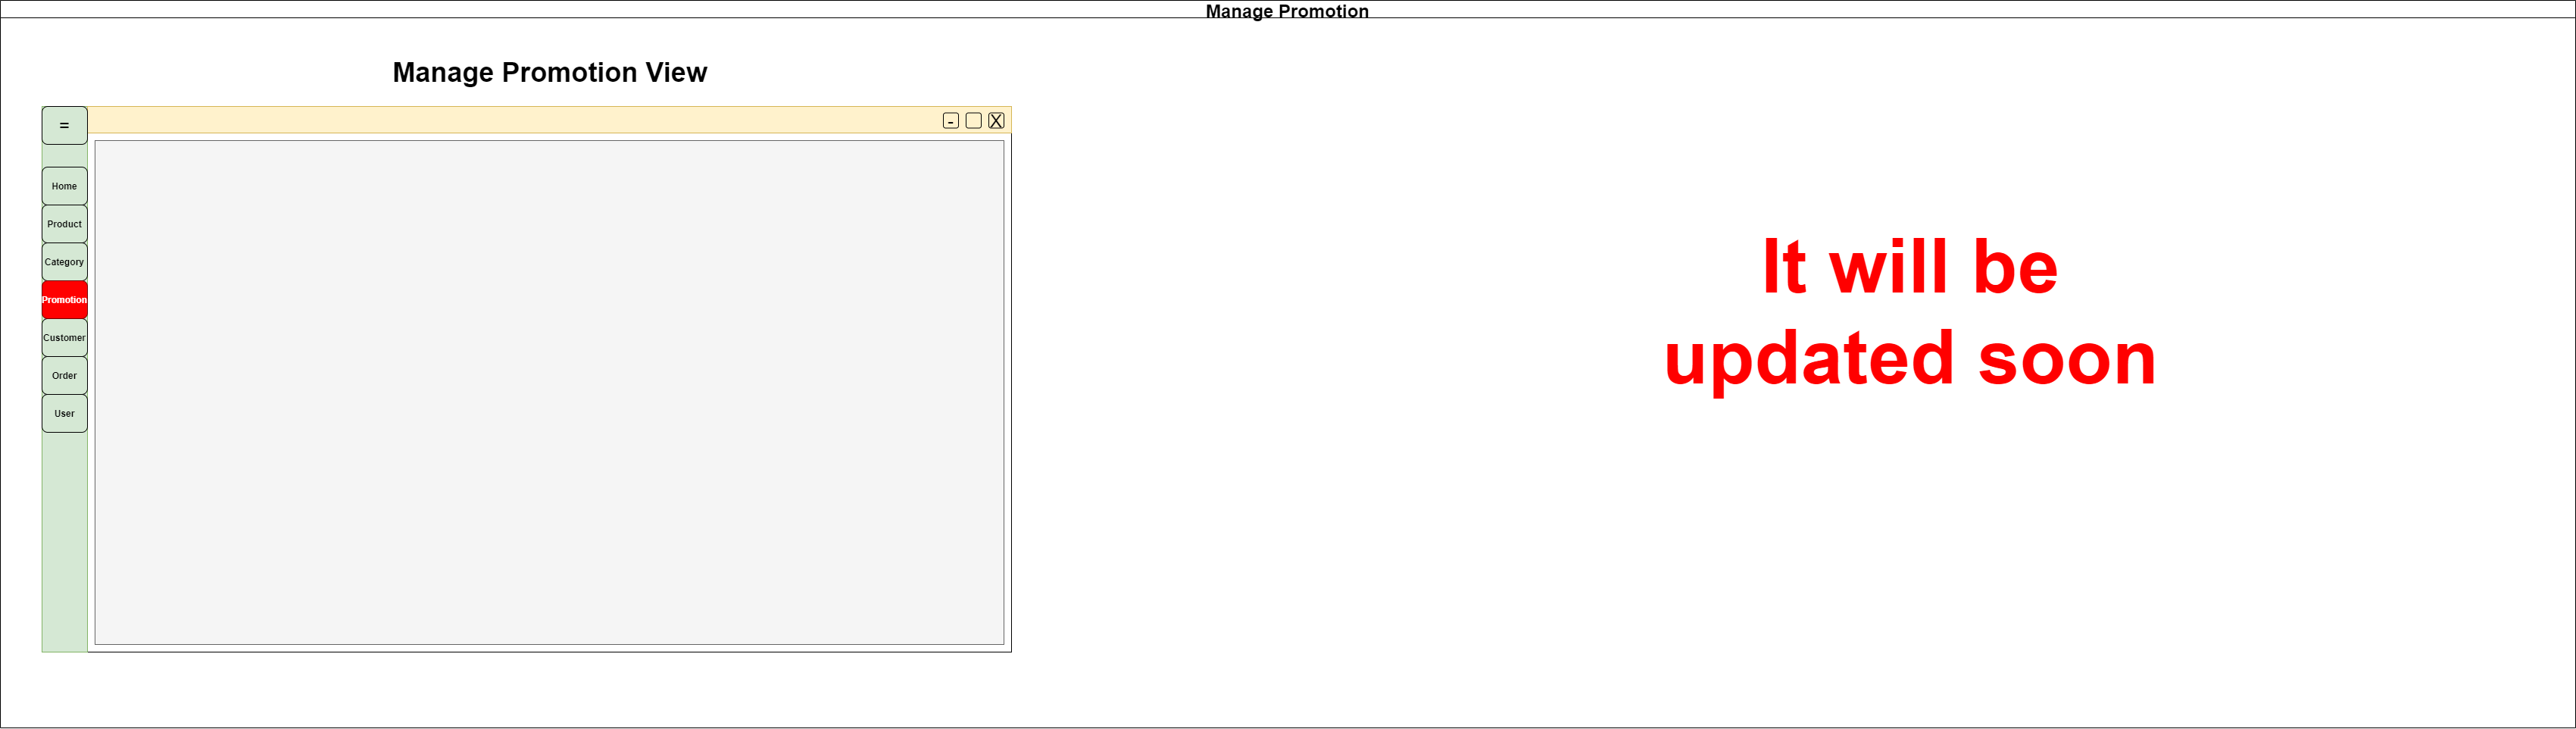 Manage Promotion
Manage Promotion View
=
- X
Home
Product
Category
Promotion
Customer
Order
User
It will be
updated soon